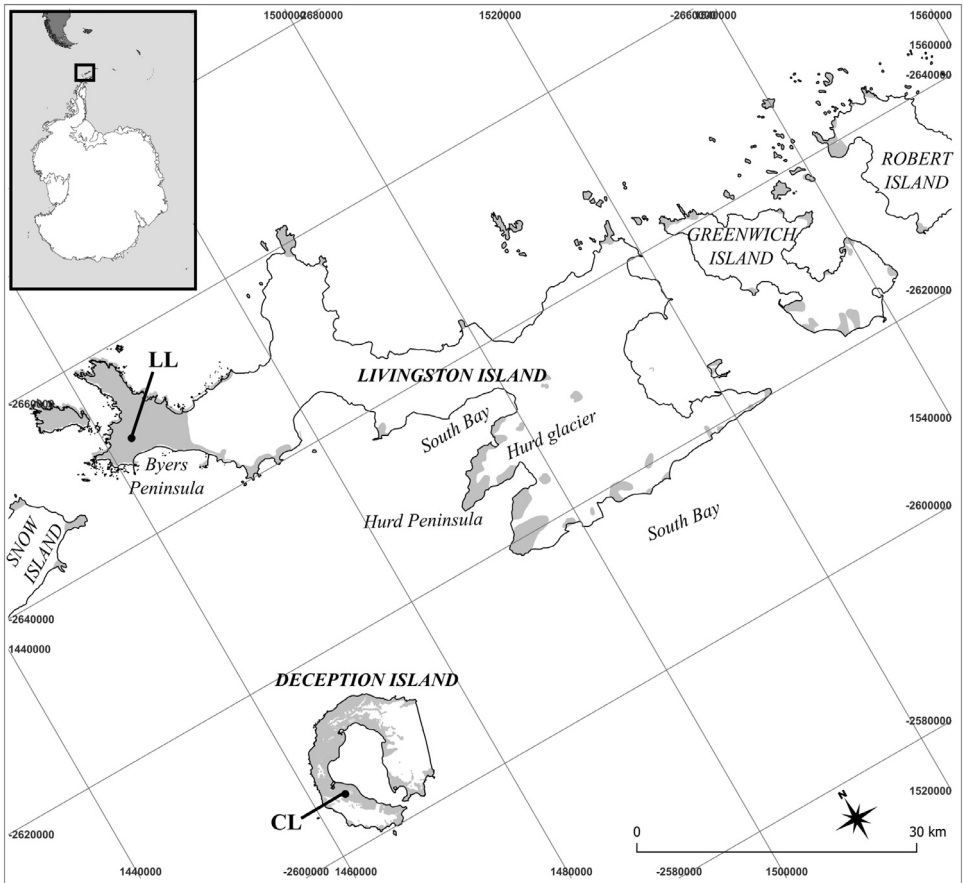 1500000
-2680000
1520000
-2660000
1560000
1560000
-2640000
ROBERT
ISLAND
GREENWICH
ISLAND
-2620000
LL
LIVINGSTON ISLAND
-2660000
South Bay
Hurd glacier
1540000
Byers
Peninsula
Hurd Peninsula
South Bay
-2600000
SNOW
ISLAND
-2640000
1440000
DECEPTION ISLAND
-2580000
CL
N
1520000
-2620000
0
30 km
1440000
-2600000
1460000
1480000
-2580000
1500000